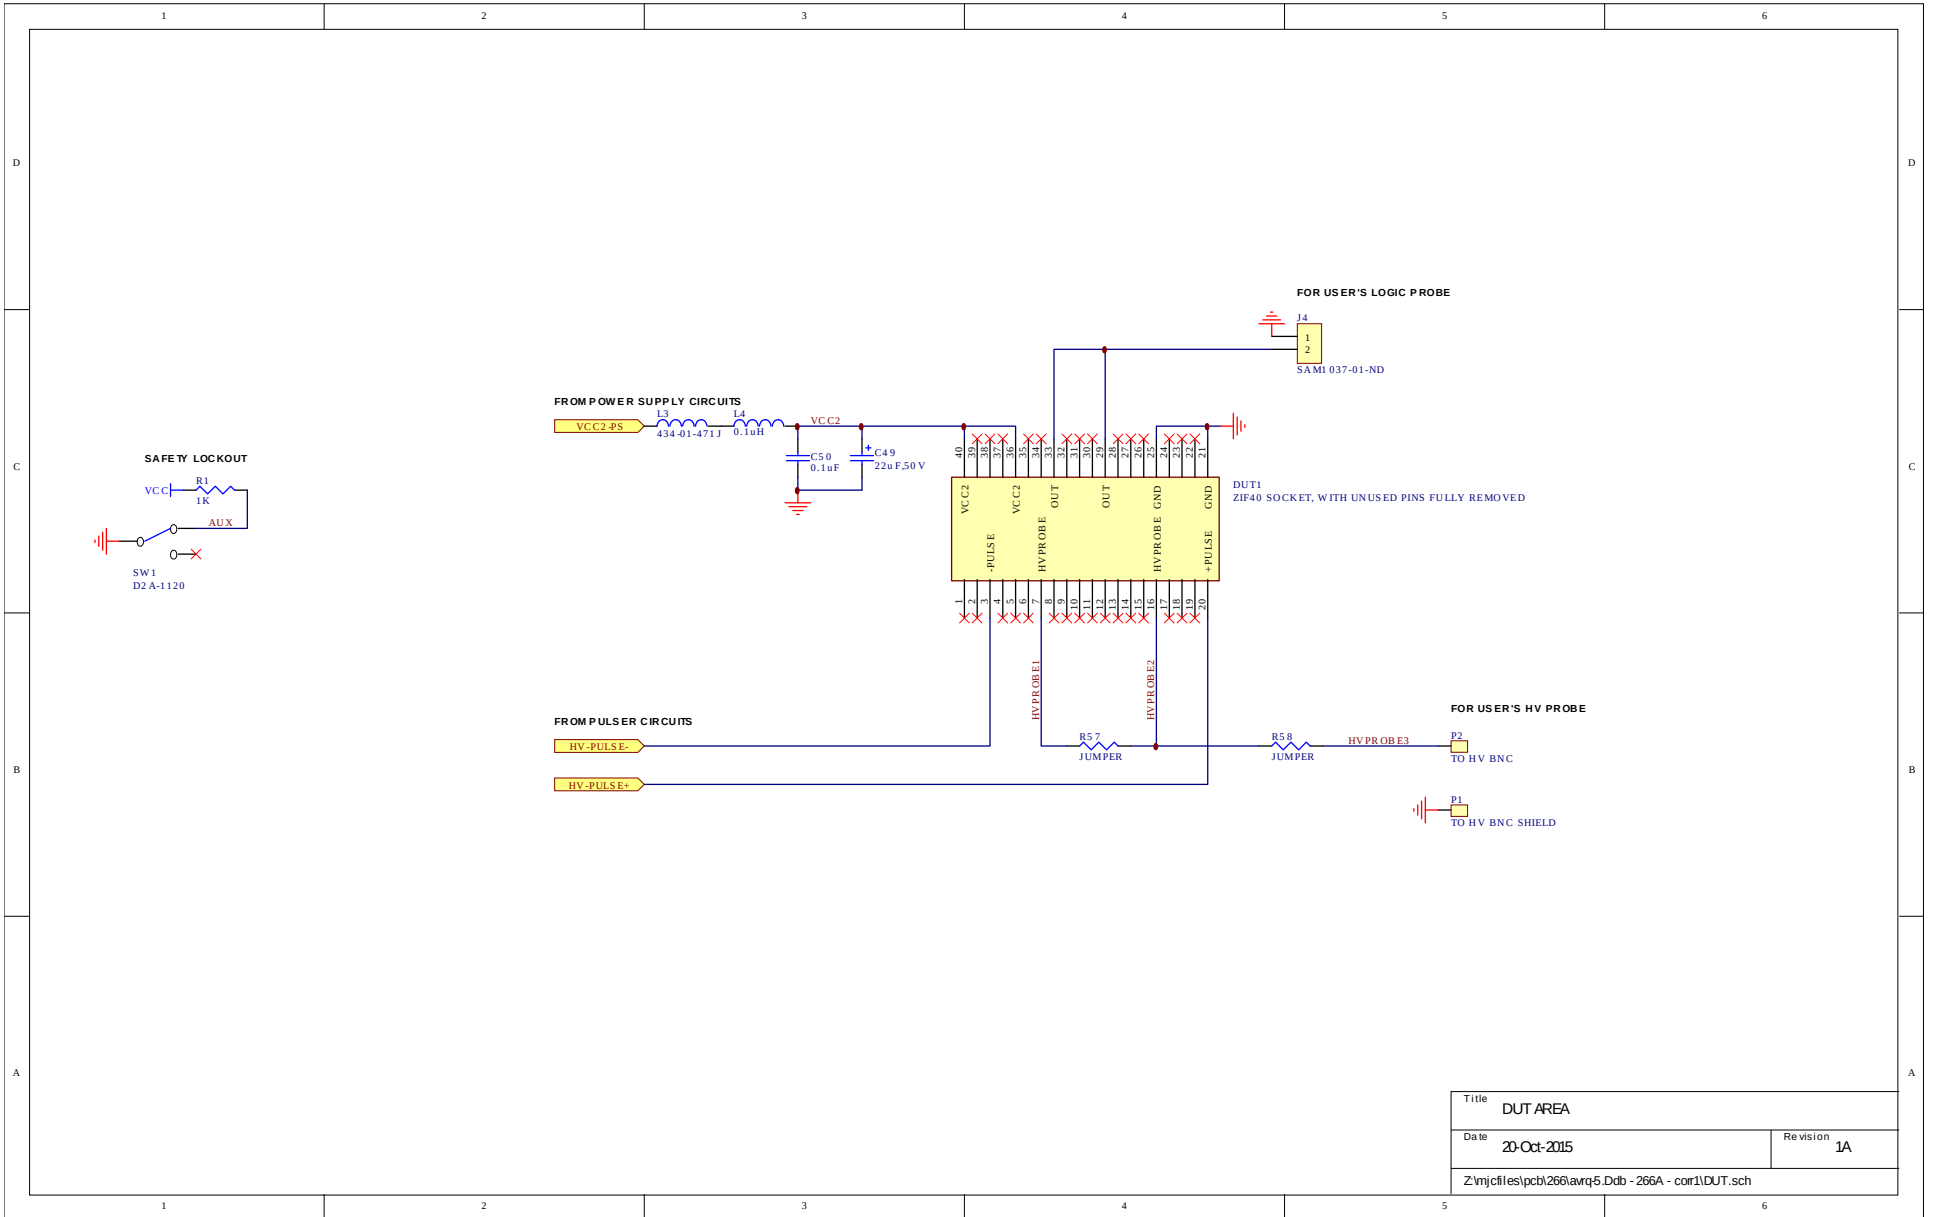 1 2 3 4 5 6
D D
FOR USER'S LOGIC PROBE
J4
1
2
SAM1037-01-ND
FROM POWER SUPPLY CIRCUITS
VCC2-PS
L3
434-01-471J
L4
0.1uH
VCC2
C50
0.1uF
+
C49
22uF,50V
C C
SAFETY LOCKOUT
VCC
R1
1K
AUX
SW1
D2A-1120
40 39 38 37 36 35 34 33 32 31 30 29 28 27 26 25 24 23 22 21
VCC2 VCC2 OUT OUT GND GND
-PULSE HVPROBE HVPROBE +PULSE
1 2 3 4 5 6 7 8 9 10 11 12 13 14 15 16 17 18 19 20
DUT1
ZIF40 SOCKET, WITH UNUSED PINS FULLY REMOVED
HVPROBE1
HVPROBE2
FROM PULSER CIRCUITS
HV-PULSE-
HV-PULSE+
R57
JUMPER
R58
JUMPER
HVPROBE3
FOR USER'S HV PROBE
P2
TO HV BNC
P1
TO HV BNC SHIELD
B B
A A
Title
DUT AREA
Date
20-Oct-2015
Revision
1A
Z:\mjcfiles\pcb\266\avrq-5.Ddb - 266A - corr1\DUT.sch
1 2 3 4 5 6